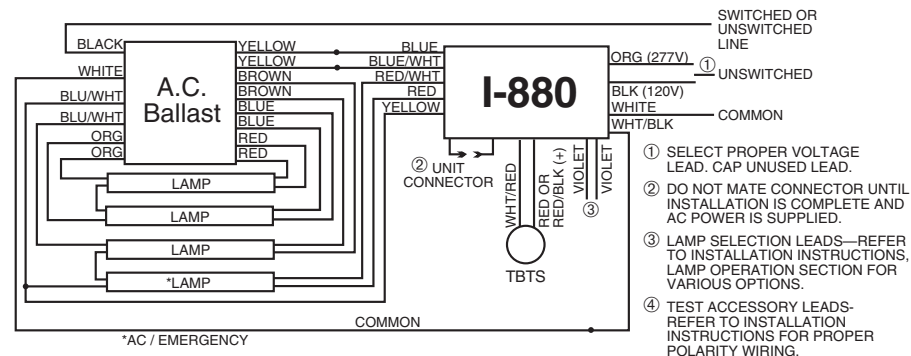 SWITCHED OR
UNSWITCHED
LINE
BLACK
YELLOW
BLUE
YELLOW
BLUE/WHT
ORG (277V)
①
WHITE
BROWN
RED/WHT
UNSWITCHED
A.C.
Ballast
I-880
BLU/WHT
BROWN
RED
BLK (120V)
BLUE
YELLOW
WHITE
COMMON
BLU/WHT
BLUE
WHT/BLK
ORG
RED
ORG
RED
② UNIT
CONNECTOR
LAMP
LAMP
LAMP
*LAMP
WHT/RED
RED OR
RED/BLK (+)
VIOLET
VIOLET
③
TBTS
COMMON
*AC / EMERGENCY
① SELECT PROPER VOLTAGE
LEAD. CAP UNUSED LEAD.
② DO NOT MATE CONNECTOR UNTIL
INSTALLATION IS COMPLETE AND
AC POWER IS SUPPLIED.
③ LAMP SELECTION LEADS—REFER
TO INSTALLATION INSTRUCTIONS,
LAMP OPERATION SECTION FOR
VARIOUS OPTIONS.
④ TEST ACCESSORY LEADS-
REFER TO INSTALLATION
INSTRUCTIONS FOR PROPER
POLARITY WIRING.